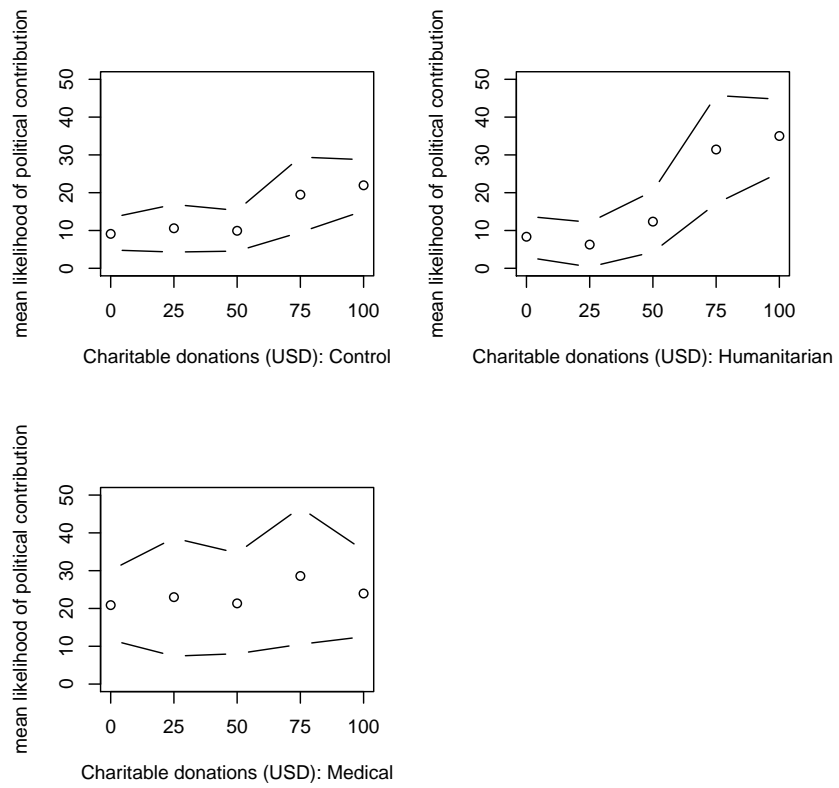 mean likelihood of political contribution
50
40
30
20
10
0
0 25 50 75 100
Charitable donations (USD): Control
mean likelihood of political contribution
50
40
30
20
10
0
0 25 50 75 100
Charitable donations (USD): Humanitarian
mean likelihood of political contribution
50
40
30
20
10
0
0 25 50 75 100
Charitable donations (USD): Medical